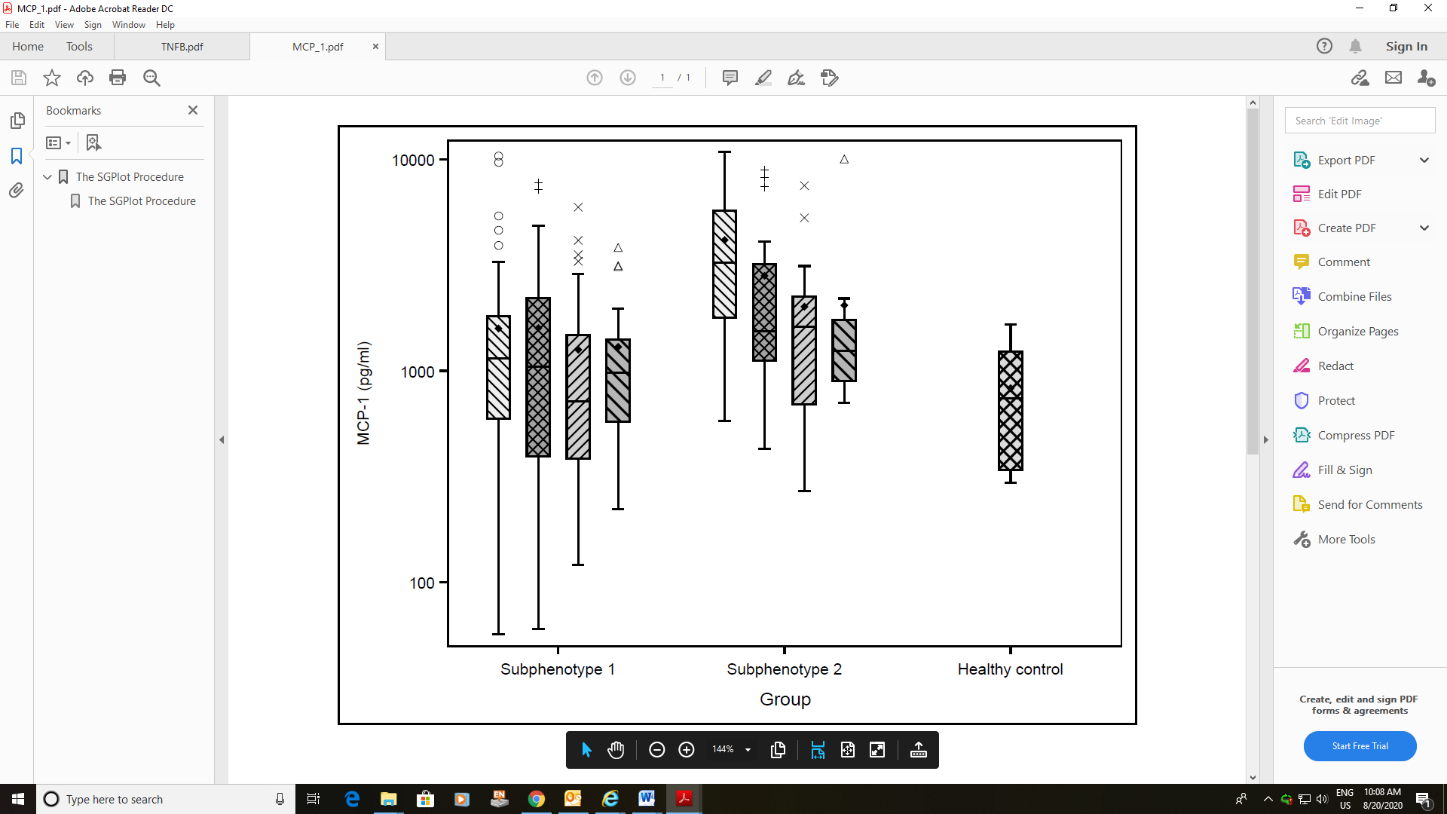 MCP_1.pdf - Adobe Acrobat Reader DC
File Edit View Sign Window Help
Home Tools TNFB.pdf MCP_1.pdf × Sign In
1 / 1
Bookmarks
The SGPlot Procedure
The SGPlot Procedure
10000
1000
100
MCP-1 (pg/ml)
Subphenotype 1 Subphenotype 2 Healthy control
Group
144%
Search 'Edit Image'
Export PDF
Edit PDF
Create PDF
Comment
Combine Files
Organize Pages
Redact
Protect
Compress PDF
Fill & Sign
Send for Comments
More Tools
Create, edit and sign PDF
forms & agreements
Start Free Trial
Type here to search
ENG 10:08 AM
US 8/20/2020
1